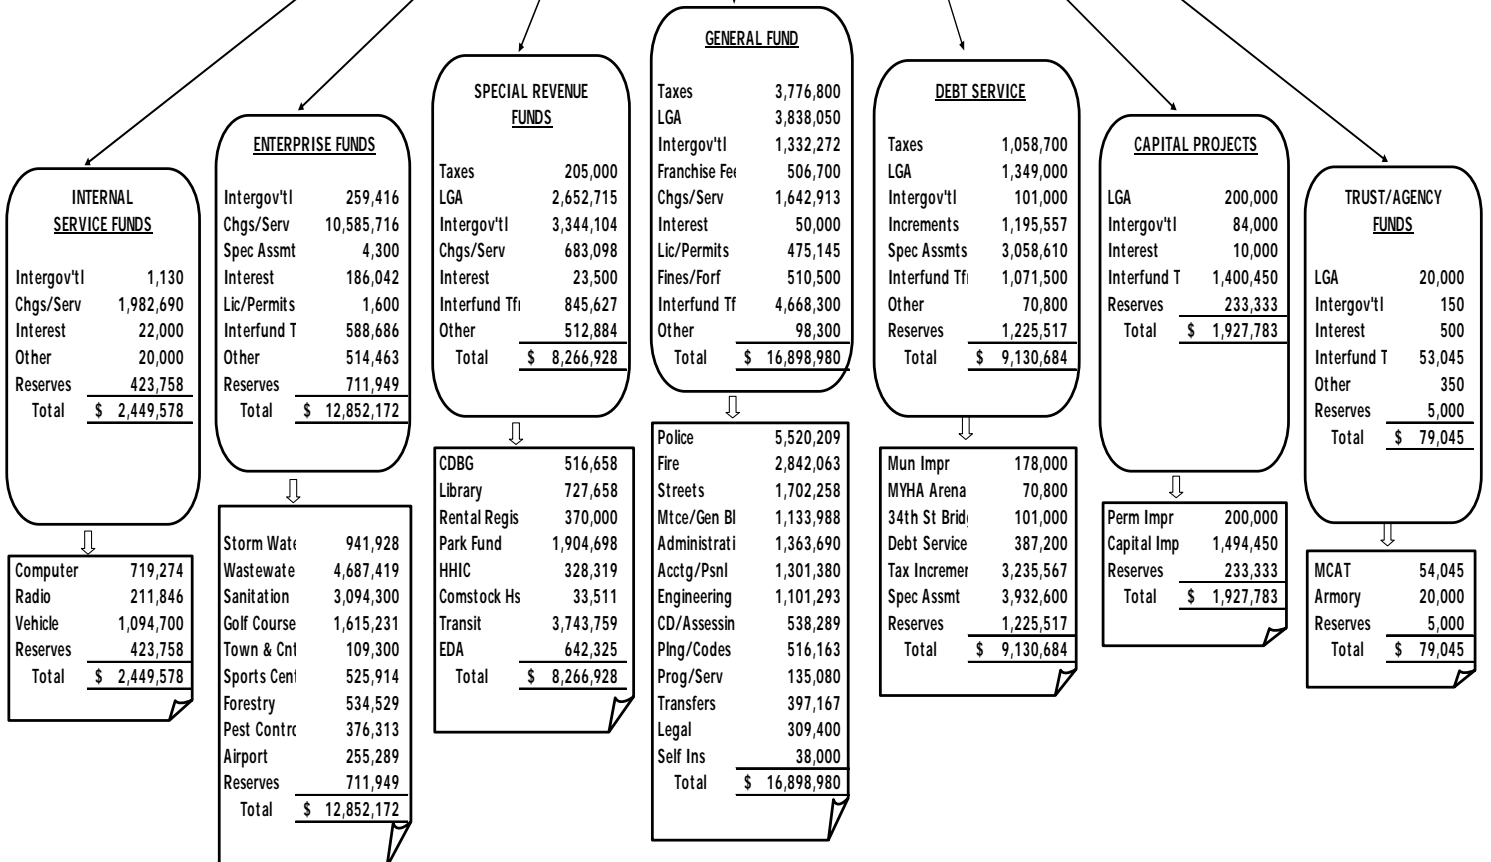 INTERNAL
SERVICE FUNDS
Intergov'tl 1,130
Chgs/Serv 1,982,690
Interest 22,000
Other 20,000
Reserves 423,758
Total $ 2,449,578
Computer 719,274
Radio 211,846
Vehicle 1,094,700
Reserves 423,758
Total $ 2,449,578
ENTERPRISE FUNDS
Intergov'tl 259,416
Chgs/Serv 10,585,716
Spec Assmt 4,300
Interest 186,042
Lic/Permits 1,600
Interfund T 588,686
Other 514,463
Reserves 711,949
Total $ 12,852,172
Storm Wate 941,928
Wastewate 4,687,419
Sanitation 3,094,300
Golf Course 1,615,231
Town & Cnt 109,300
Sports Cent 525,914
Forestry 534,529
Pest Contro 376,313
Airport 255,289
Reserves 711,949
Total $ 12,852,172
SPECIAL REVENUE
FUNDS
Taxes 205,000
LGA 2,652,715
Intergov'tl 3,344,104
Chgs/Serv 683,098
Interest 23,500
Interfund Tfr 845,627
Other 512,884
Total $ 8,266,928
CDBG 516,658
Library 727,658
Rental Regis 370,000
Park Fund 1,904,698
HHIC 328,319
Comstock Hs 33,511
Transit 3,743,759
EDA 642,325
Total $ 8,266,928
GENERAL FUND
Taxes 3,776,800
LGA 3,838,050
Intergov'tl 1,332,272
Franchise Fee 506,700
Chgs/Serv 1,642,913
Interest 50,000
Lic/Permits 475,145
Fines/Forf 510,500
Interfund Tf 4,668,300
Other 98,300
Total $ 16,898,980
Police 5,520,209
Fire 2,842,063
Streets 1,702,258
Mtce/Gen Bl 1,133,988
Administrati 1,363,690
Acctg/Psnl 1,301,380
Engineering 1,101,293
CD/Assessin 538,289
Plng/Codes 516,163
Prog/Serv 135,080
Transfers 397,167
Legal 309,400
Self Ins 38,000
Total $ 16,898,980
DEBT SERVICE
Taxes 1,058,700
LGA 1,349,000
Intergov'tl 101,000
Increments 1,195,557
Spec Assmts 3,058,610
Interfund Tfr 1,071,500
Other 70,800
Reserves 1,225,517
Total $ 9,130,684
Mun Impr 178,000
MYHA Arena 70,800
34th St Bridg 101,000
Debt Service 387,200
Tax Incremen 3,235,567
Spec Assmt 3,932,600
Reserves 1,225,517
Total $ 9,130,684
CAPITAL PROJECTS
LGA 200,000
Intergov'tl 84,000
Interest 10,000
Interfund T 1,400,450
Reserves 233,333
Total $ 1,927,783
Perm Impr 200,000
Capital Imp 1,494,450
Reserves 233,333
Total $ 1,927,783
TRUST/AGENCY
FUNDS
LGA 20,000
Intergov'tl 150
Interest 500
Interfund T 53,045
Other 350
Reserves 5,000
Total $ 79,045
MCAT 54,045
Armory 20,000
Reserves 5,000
Total $ 79,045